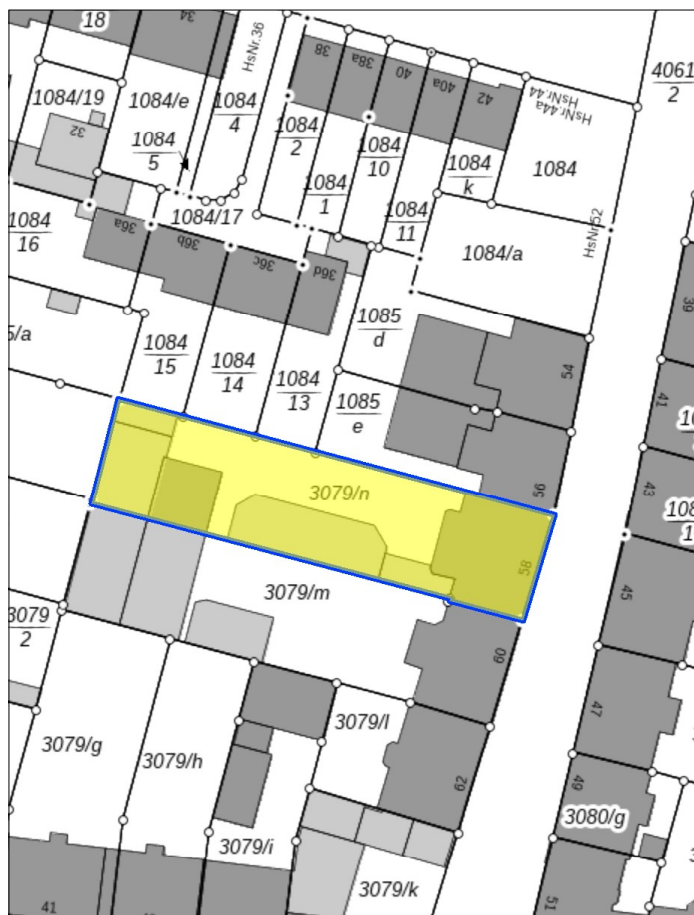 18
34
HsNr.36
38
38a
40
40a
42
HsNr.44
HsNr.44a
4061
2
1084/19
1084/e
1084
4
32
1084
5
1084
2
1084
10
1084
k
1084
1084
1
1084
11
1084/17
HsNr.52
1084
16
36a
36b
36c
36d
1084/a
39
1085
d
5/a
1084
15
1084
14
1084
13
1085
e
54
41
56
43
3079/n
58
45
3079/m
3079
2
60
3079/g
3079/h
3079/l
47
62
49
3080/g
3079/i
3079/k
41
51